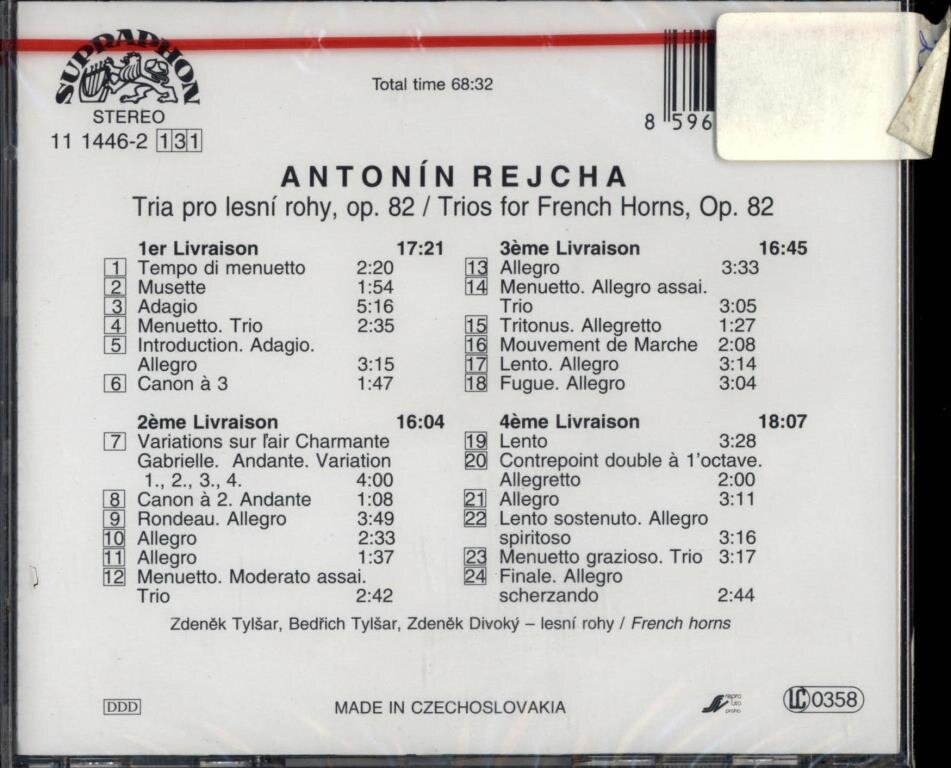 SUPRAPHON
STEREO
11 1446-2 131
Total time 68:32
8 596
ANTONÍN REJCHA
Tria pro lesní rohy, op. 82 / Trios for French Horns, Op. 82
1er Livraison 17:21
1 Tempo di menuetto 2:20
2 Musette 1:54
3 Adagio 5:16
4 Menuetto. Trio 2:35
5 Introduction. Adagio.
Allegro 3:15
6 Canon à 3 1:47
2ème Livraison 16:04
7 Variations sur l'air Charmante
Gabrielle. Andante. Variation
1., 2., 3., 4. 4:00
8 Canon à 2. Andante 1:08
9 Rondeau. Allegro 3:49
10 Allegro 2:33
11 Allegro 1:37
12 Menuetto. Moderato assai.
Trio 2:42
3ème Livraison 16:45
13 Allegro 3:33
14 Menuetto. Allegro assai.
Trio 3:05
15 Tritonus. Allegretto 1:27
16 Mouvement de Marche 2:08
17 Lento. Allegro 3:14
18 Fugue. Allegro 3:04
4ème Livraison 18:07
19 Lento 3:28
20 Contrepoint double à 1'octave.
Allegretto 2:00
21 Allegro 3:11
22 Lento sostenuto. Allegro
spiritoso 3:16
23 Menuetto grazioso. Trio 3:17
24 Finale. Allegro
scherzando 2:44
Zdeněk Tylšar, Bedřich Tylšar, Zdeněk Divoký – lesní rohy / French horns
DDD
MADE IN CZECHOSLOVAKIA
LC 0358